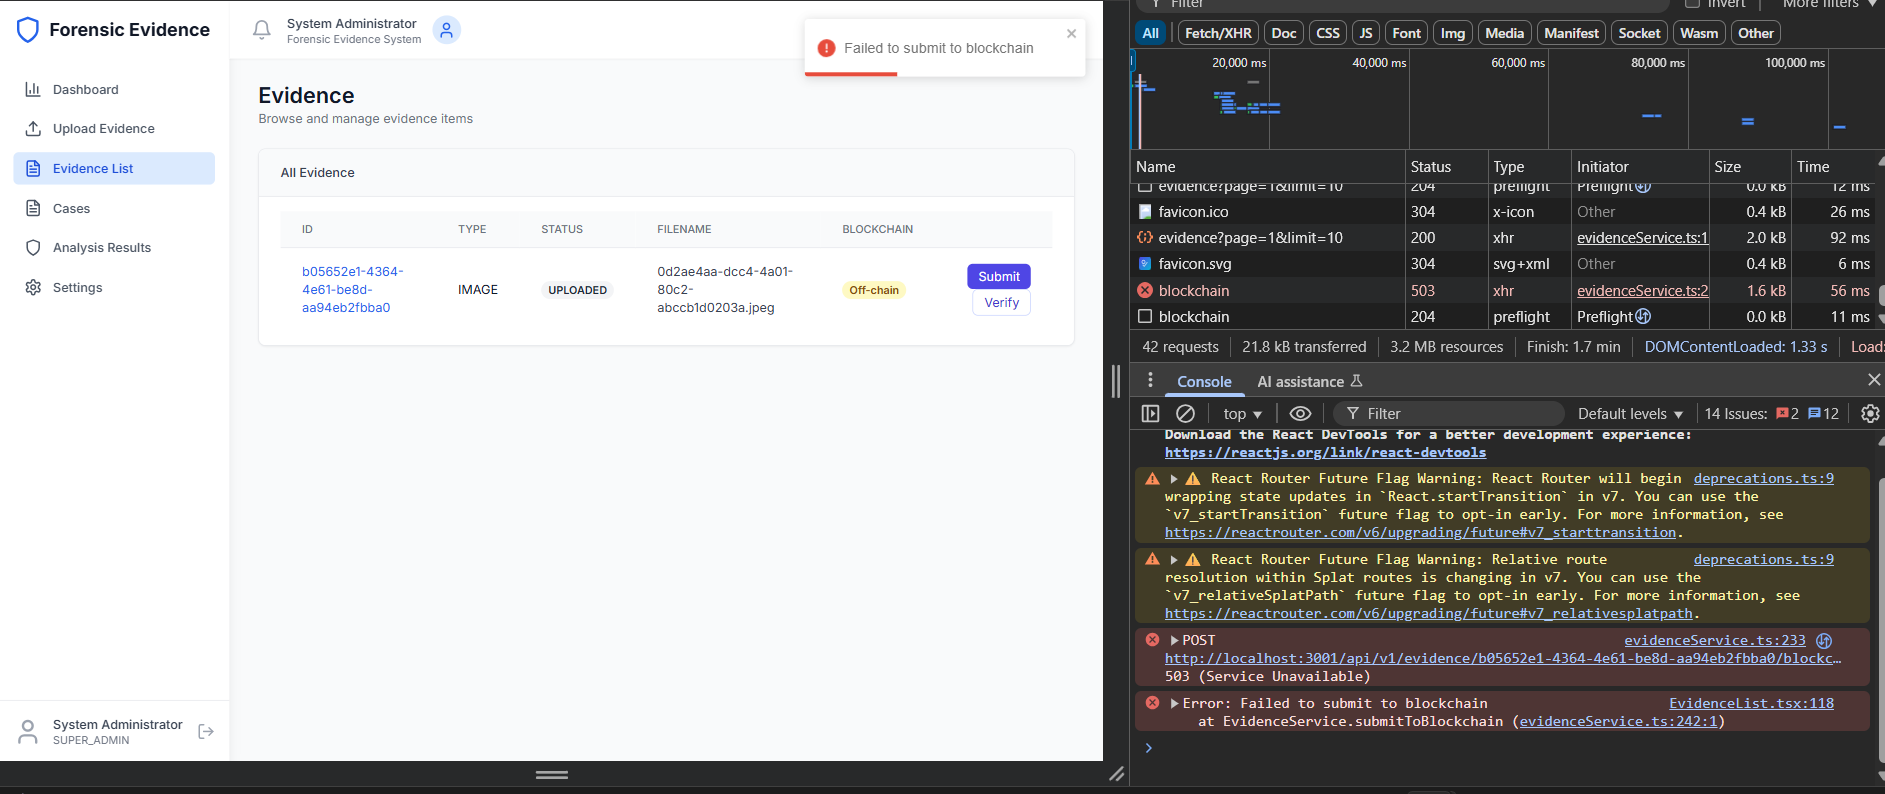 Forensic Evidence
Dashboard
Upload Evidence
Evidence List
Cases
Analysis Results
Settings
System Administrator
SUPER_ADMIN
System Administrator
Forensic Evidence System
Failed to submit to blockchain
Evidence
Browse and manage evidence items
All Evidence
ID TYPE STATUS FILENAME BLOCKCHAIN
b05652e1-4364-
4e61-be8d-
aa94eb2fbba0
IMAGE
UPLOADED
0d2ae4aa-dcc4-4a01-
80c2-
abccb1d0203a.jpeg
Off-chain
Submit
Verify
Filter Invert More filters
All Fetch/XHR Doc CSS JS Font Img Media Manifest Socket Wasm Other
20,000 ms 40,000 ms 60,000 ms 80,000 ms 100,000 ms
Name Status Type Initiator Size Time
evidence?page=1&limit=10 204 preflight Preflight 0.0 kB 12 ms
favicon.ico 304 x-icon Other 0.4 kB 26 ms
evidence?page=1&limit=10 200 xhr evidenceService.ts:1 2.0 kB 92 ms
favicon.svg 304 svg+xml Other 0.4 kB 6 ms
blockchain 503 xhr evidenceService.ts:2 1.6 kB 56 ms
blockchain 204 preflight Preflight 0.0 kB 11 ms
42 requests 21.8 kB transferred 3.2 MB resources Finish: 1.7 min DOMContentLoaded: 1.33 s Load:
Console AI assistance
top Filter Default levels 14 Issues: 2 12
Download the React DevTools for a better development experience:
https://reactjs.org/link/react-devtools
React Router Future Flag Warning: React Router will begin deprecations.ts:9
wrapping state updates in `React.startTransition` in v7. You can use the
`v7_startTransition` future flag to opt-in early. For more information, see
https://reactrouter.com/v6/upgrading/future#v7_starttransition.
React Router Future Flag Warning: Relative route deprecations.ts:9
resolution within Splat routes is changing in v7. You can use the
`v7_relativeSplatPath` future flag to opt-in early. For more information, see
https://reactrouter.com/v6/upgrading/future#v7_relativesplatpath.
POST evidenceService.ts:233
http://localhost:3001/api/v1/evidence/b05652e1-4364-4e61-be8d-aa94eb2fbba0/blockc…
503 (Service Unavailable)
Error: Failed to submit to blockchain EvidenceList.tsx:118
at EvidenceService.submitToBlockchain (evidenceService.ts:242:1)